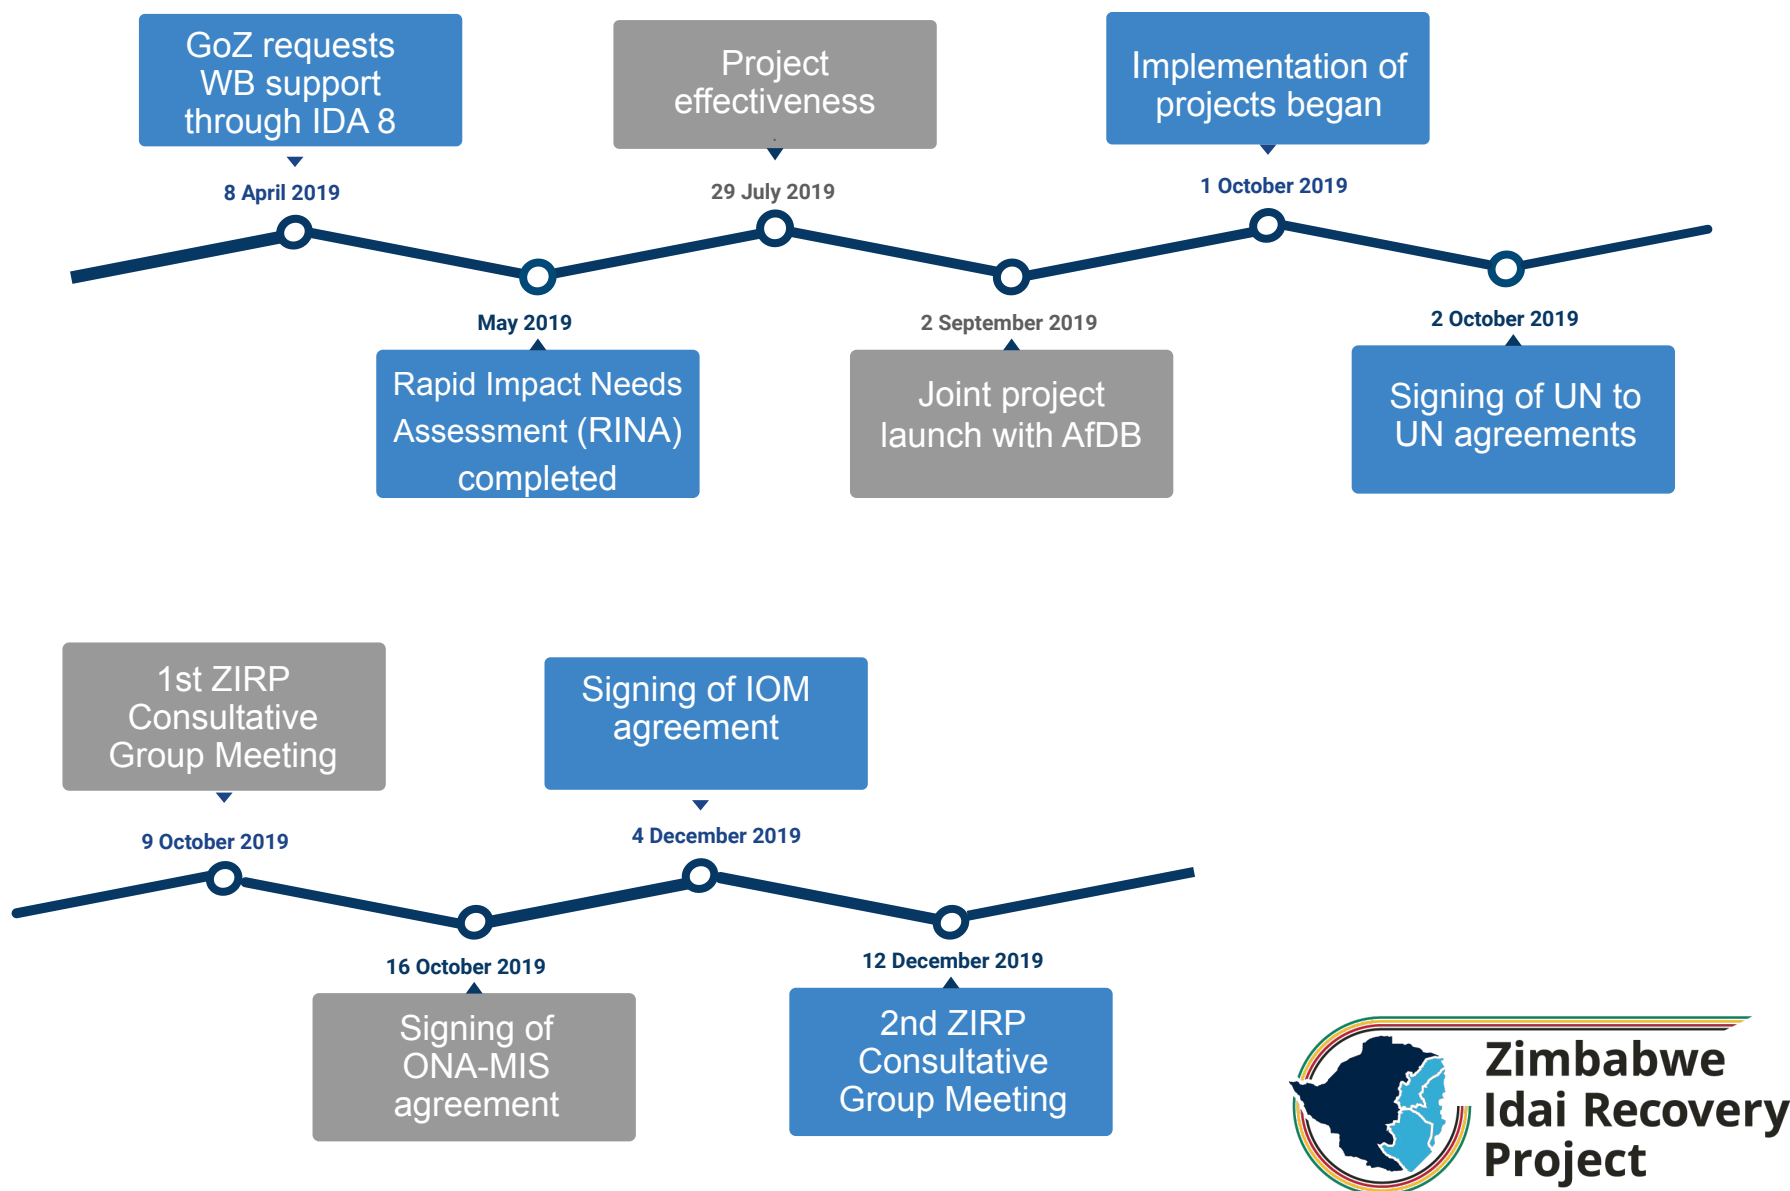 GoZ requests
WB support
through IDA 8
8 April 2019
Project
effectiveness
29 July 2019
Implementation of
projects began
1 October 2019
May 2019
Rapid Impact Needs
Assessment (RINA)
completed
2 September 2019
Joint project
launch with AfDB
2 October 2019
Signing of UN to
UN agreements
1st ZIRP
Consultative
Group Meeting
9 October 2019
Signing of IOM
agreement
4 December 2019
16 October 2019
Signing of
ONA-MIS
agreement
12 December 2019
2nd ZIRP
Consultative
Group Meeting
Zimbabwe
Idai Recovery
Project